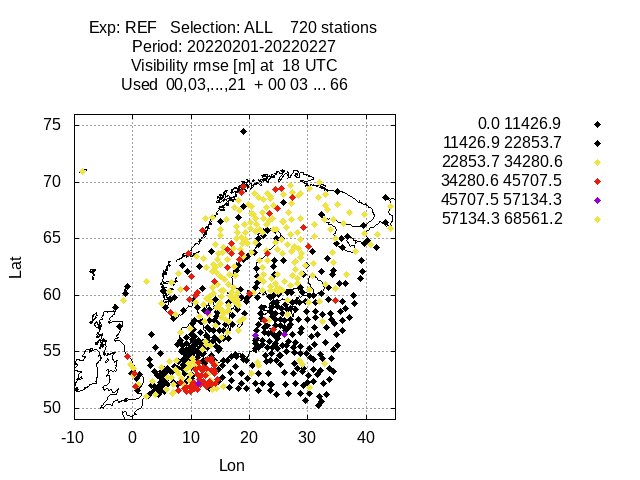 Exp: REF   Selection: ALL    720 stations
Period: 20220201-20220227
Visibility rmse [m] at  18 UTC
Used  00,03,...,21  + 00 03 ... 66
0.0 11426.9
11426.9 22853.7
22853.7 34280.6
34280.6 45707.5
45707.5 57134.3
57134.3 68561.2
75
70
65
60
55
50
Lat
-10 0 10 20 30 40
Lon